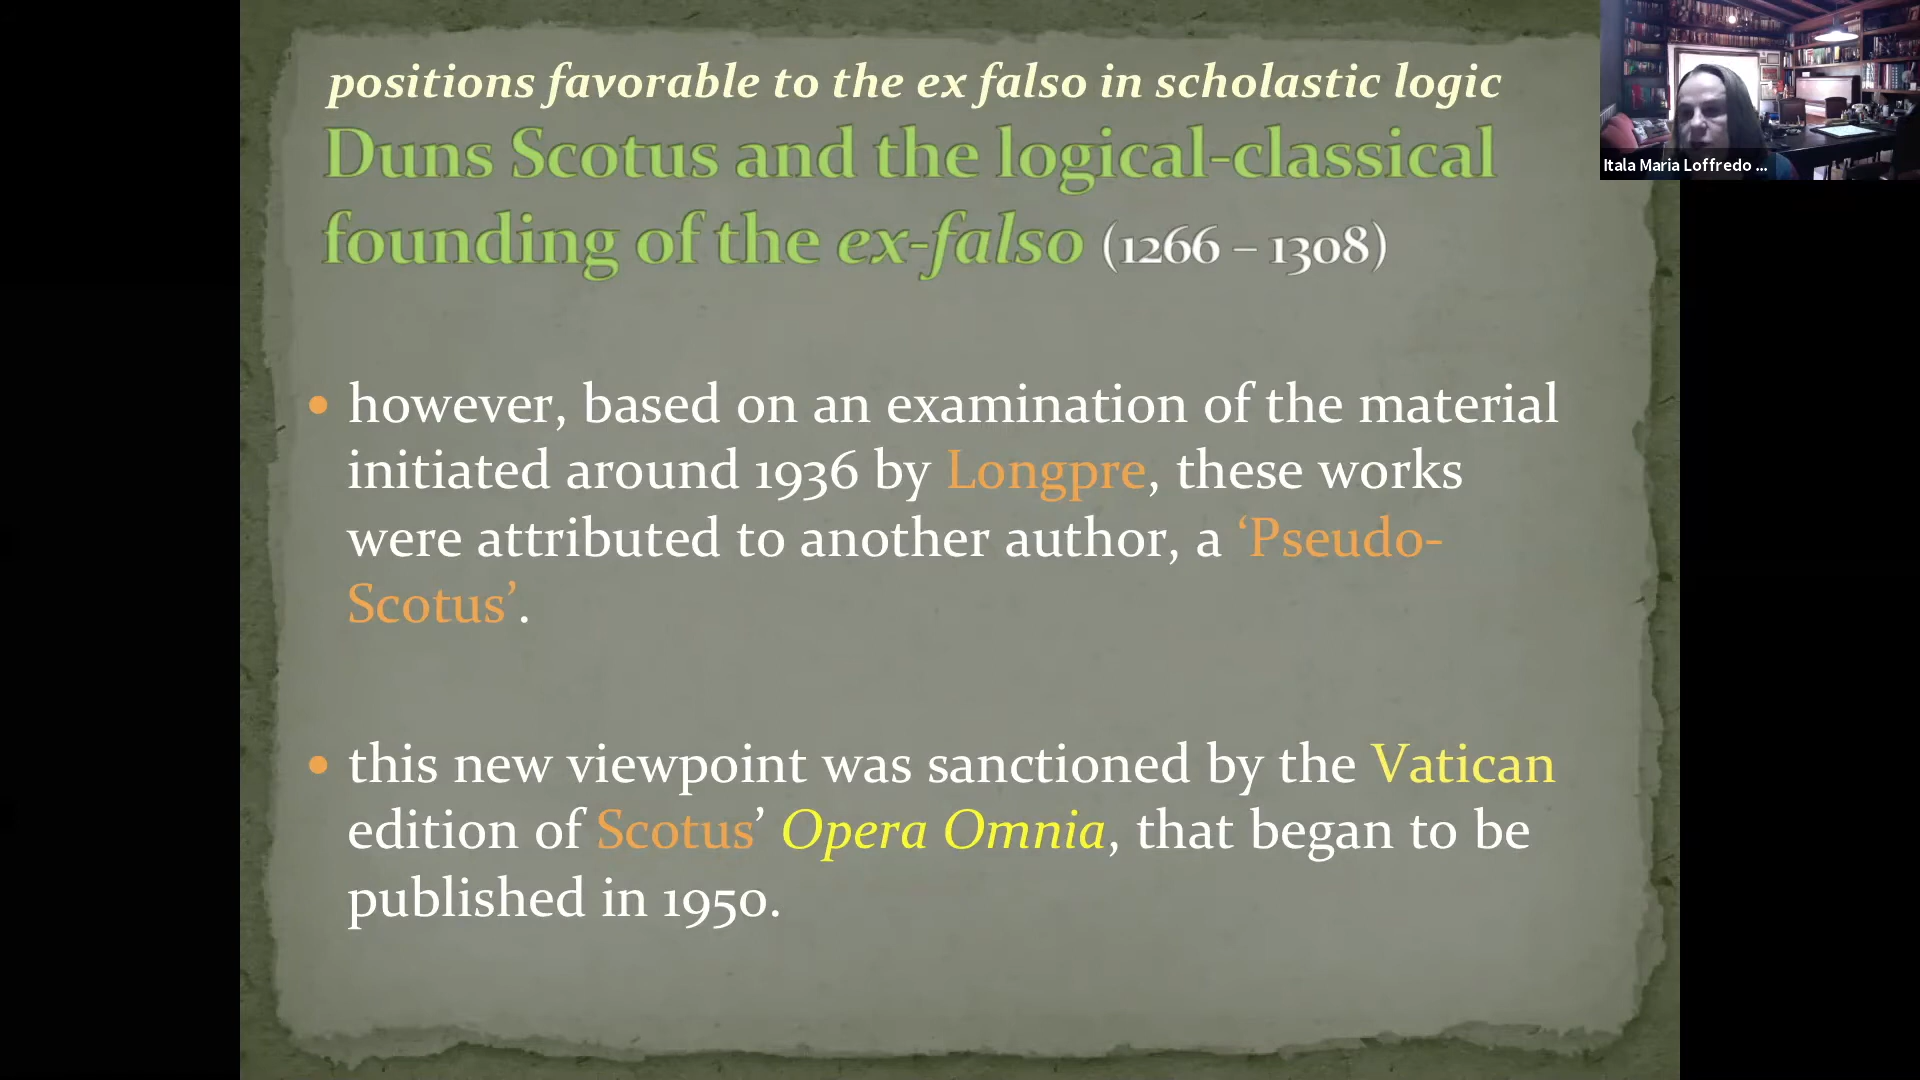 positions favorable to the ex falso in scholastic logic
Duns Scotus and the logical-classical
founding of the ex-falso (1266 – 1308)
Itala Maria Loffredo ...
• however, based on an examination of the material
initiated around 1936 by Longpre, these works
were attributed to another author, a ‘Pseudo-
Scotus’.
• this new viewpoint was sanctioned by the Vatican
edition of Scotus’ Opera Omnia, that began to be
published in 1950.